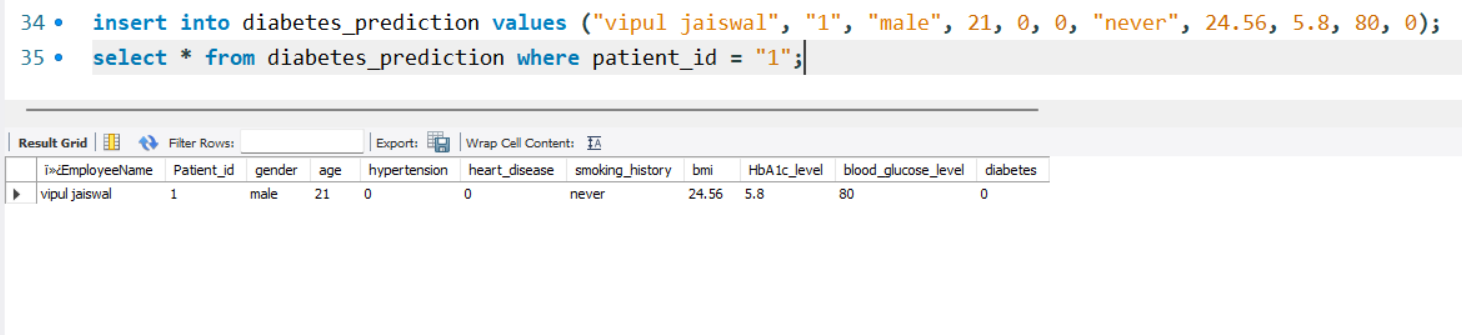 34 insert into diabetes_prediction values ("vipul jaiswal", "1", "male", 21, 0, 0, "never", 24.56, 5.8, 80, 0);
35 select * from diabetes_prediction where patient_id = "1";
Result Grid Filter Rows: Export: Wrap Cell Content:
ï»¿EmployeeName Patient_id gender age hypertension heart_disease smoking_history bmi HbA1c_level blood_glucose_level diabetes
vipul jaiswal 1 male 21 0 0 never 24.56 5.8 80 0